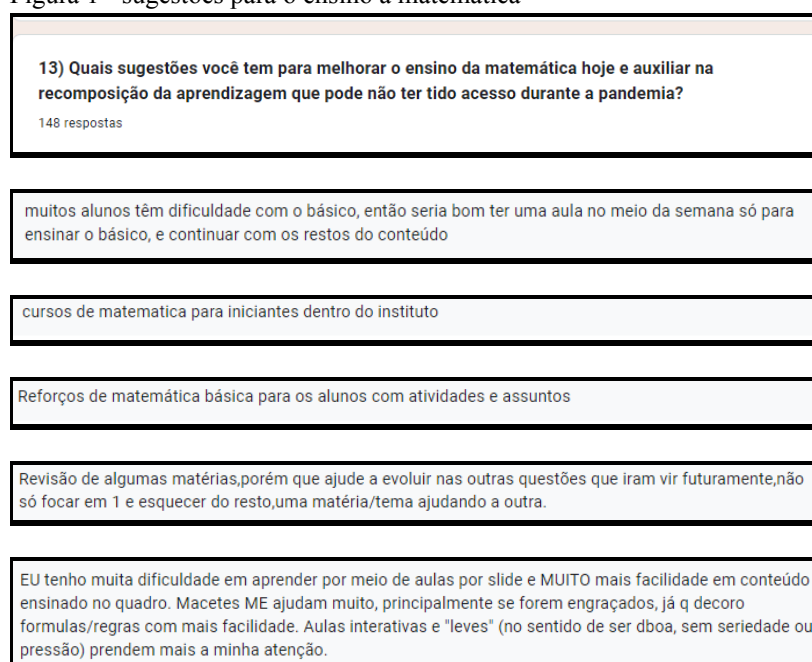 13) Quais sugestões você tem para melhorar o ensino da matemática hoje e auxiliar na
recomposição da aprendizagem que pode não ter tido acesso durante a pandemia?
148 respostas
muitos alunos têm dificuldade com o básico, então seria bom ter uma aula no meio da semana só para
ensinar o básico, e continuar com os restos do conteúdo
cursos de matematica para iniciantes dentro do instituto
Reforços de matemática básica para os alunos com atividades e assuntos
Revisão de algumas matérias,porém que ajude a evoluir nas outras questões que iram vir futuramente,não
só focar em 1 e esquecer do resto,uma matéria/tema ajudando a outra.
EU tenho muita dificuldade em aprender por meio de aulas por slide e MUITO mais facilidade em conteúdo
ensinado no quadro. Macetes ME ajudam muito, principalmente se forem engraçados, já q decoro
formulas/regras com mais facilidade. Aulas interativas e "leves" (no sentido de ser dboa, sem seriedade ou
pressão) prendem mais a minha atenção.